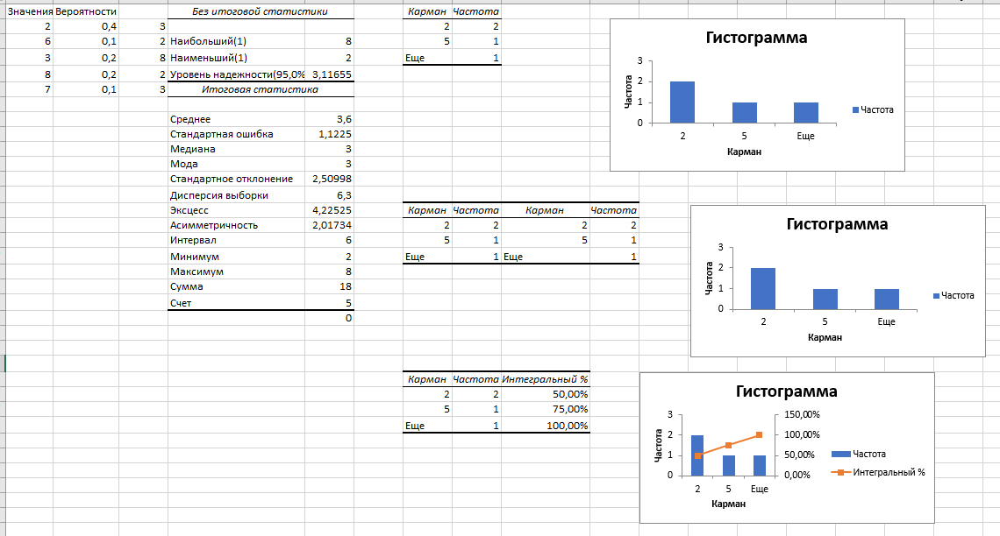 Значения Вероятности Без итоговой статистики Карман Частота
2 0,4 3 2 2
6 0,1 2 Наибольший(1) 8 5 1
3 0,2 8 Наименьший(1) 2 Еще 1
8 0,2 2 Уровень надежности(95,0% 3,11655
7 0,1 3 Итоговая статистика
Среднее 3,6
Стандартная ошибка 1,1225
Медиана 3
Мода 3
Стандартное отклонение 2,50998
Дисперсия выборки 6,3
Эксцесс 4,22525
Асимметричность 2,01734
Интервал 6
Минимум 2
Максимум 8
Сумма 18
Счет 5
0
Гистограмма
Частота
3
2
1
0
2 5 Еще
Карман
Частота
Карман Частота Карман Частота
2 2 2 2
5 1 5 1
Еще 1 Еще 1
Гистограмма
Частота
3
2
1
0
2 5 Еще
Карман
Частота
Карман Частота Интегральный %
2 2 50,00%
5 1 75,00%
Еще 1 100,00%
Гистограмма
Частота
3
2
1
0
150,00%
100,00%
50,00%
0,00%
2 5 Еще
Карман
Частота
Интегральный %